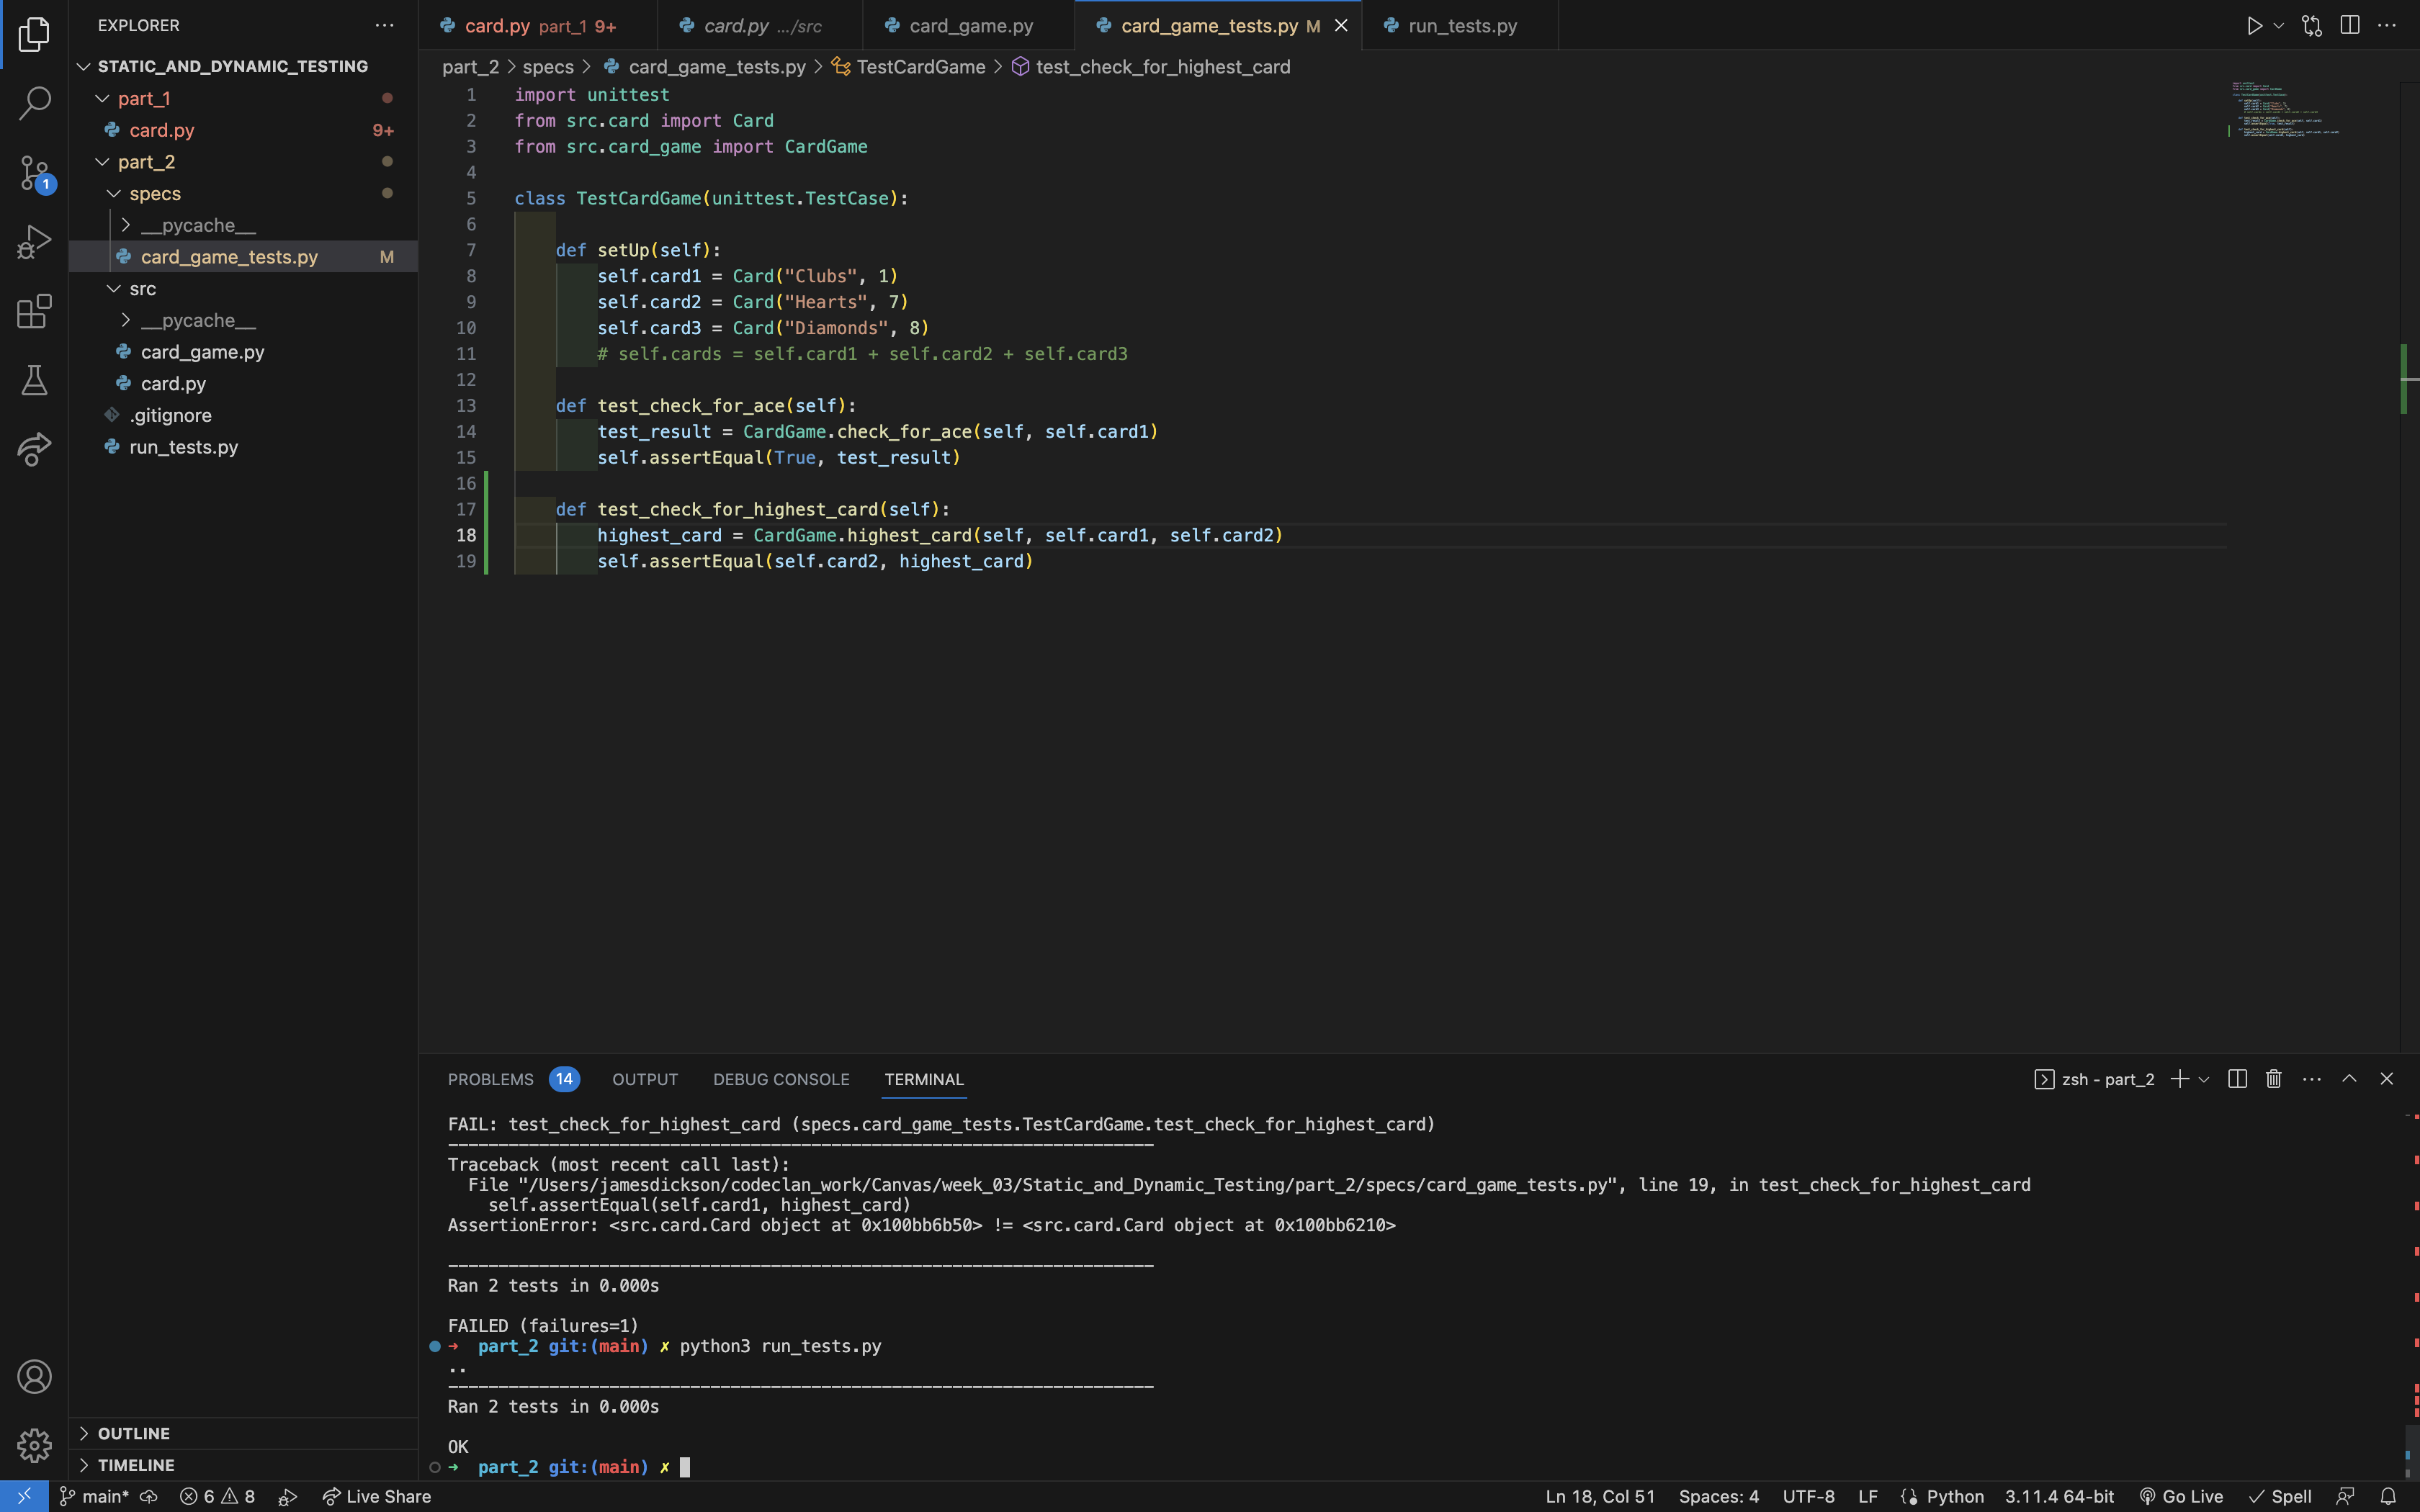 EXPLORER
STATIC_AND_DYNAMIC_TESTING
part_1
card.py 9+
part_2
specs
__pycache__
card_game_tests.py M
src
__pycache__
card_game.py
card.py
.gitignore
run_tests.py
OUTLINE
TIMELINE
1
card.py part_1 9+
card.py .../src
card_game.py
card_game_tests.py M
run_tests.py
part_2 > specs > card_game_tests.py > TestCardGame > test_check_for_highest_card
1 import unittest
2 from src.card import Card
3 from src.card_game import CardGame
4
5 class TestCardGame(unittest.TestCase):
6
7 def setUp(self):
8 self.card1 = Card("Clubs", 1)
9 self.card2 = Card("Hearts", 7)
10 self.card3 = Card("Diamonds", 8)
11 # self.cards = self.card1 + self.card2 + self.card3
12
13 def test_check_for_ace(self):
14 test_result = CardGame.check_for_ace(self, self.card1)
15 self.assertEqual(True, test_result)
16
17 def test_check_for_highest_card(self):
18 highest_card = CardGame.highest_card(self, self.card1, self.card2)
19 self.assertEqual(self.card2, highest_card)
PROBLEMS 14 OUTPUT DEBUG CONSOLE TERMINAL
zsh - part_2
FAIL: test_check_for_highest_card (specs.card_game_tests.TestCardGame.test_check_for_highest_card)
----------------------------------------------------------------------
Traceback (most recent call last):
File "/Users/jamesdickson/codeclan_work/Canvas/week_03/Static_and_Dynamic_Testing/part_2/specs/card_game_tests.py", line 19, in test_check_for_highest_card
self.assertEqual(self.card1, highest_card)
AssertionError: <src.card.Card object at 0x100bb6b50> != <src.card.Card object at 0x100bb6210>
----------------------------------------------------------------------
Ran 2 tests in 0.000s
FAILED (failures=1)
➜ part_2 git:(main) ✗ python3 run_tests.py
..
----------------------------------------------------------------------
Ran 2 tests in 0.000s
OK
➜ part_2 git:(main) ✗
main* 6 8 Live Share Ln 18, Col 51 Spaces: 4 UTF-8 LF Python 3.11.4 64-bit Go Live Spell